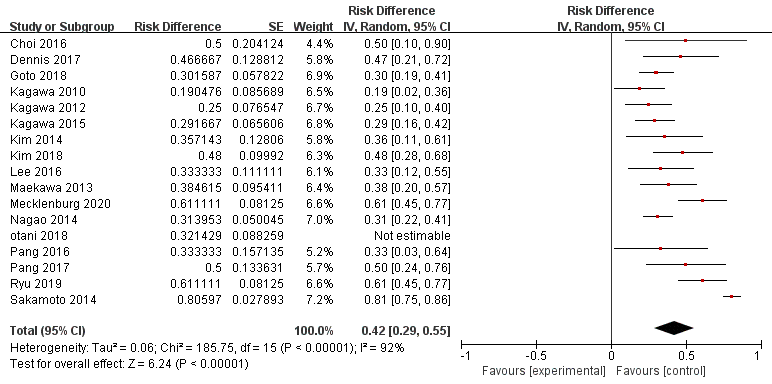 Risk Difference Risk Difference
Study or Subgroup Risk Difference SE Weight IV, Random, 95% CI IV, Random, 95% CI
Choi 2016 0.5 0.204124 4.4% 0.50 [0.10, 0.90]
Dennis 2017 0.466667 0.128812 5.8% 0.47 [0.21, 0.72]
Goto 2018 0.301587 0.057822 6.9% 0.30 [0.19, 0.41]
Kagawa 2010 0.190476 0.085689 6.5% 0.19 [0.02, 0.36]
Kagawa 2012 0.25 0.076547 6.7% 0.25 [0.10, 0.40]
Kagawa 2015 0.291667 0.065606 6.8% 0.29 [0.16, 0.42]
Kim 2014 0.357143 0.12806 5.8% 0.36 [0.11, 0.61]
Kim 2018 0.48 0.09992 6.3% 0.48 [0.28, 0.68]
Lee 2016 0.333333 0.111111 6.1% 0.33 [0.12, 0.55]
Maekawa 2013 0.384615 0.095411 6.4% 0.38 [0.20, 0.57]
Mecklenburg 2020 0.611111 0.08125 6.6% 0.61 [0.45, 0.77]
Nagao 2014 0.313953 0.050045 7.0% 0.31 [0.22, 0.41]
otani 2018 0.321429 0.088259 Not estimable
Pang 2016 0.333333 0.157135 5.2% 0.33 [0.03, 0.64]
Pang 2017 0.5 0.133631 5.7% 0.50 [0.24, 0.76]
Ryu 2019 0.611111 0.08125 6.6% 0.61 [0.45, 0.77]
Sakamoto 2014 0.80597 0.027893 7.2% 0.81 [0.75, 0.86]
Total (95% CI) 100.0% 0.42 [0.29, 0.55]
Heterogeneity: Tau² = 0.06; Chi² = 185.75, df = 15 (P < 0.00001); I² = 92%
Test for overall effect: Z = 6.24 (P < 0.00001)
-1 -0.5 0 0.5 1
Favours [experimental] Favours [control]